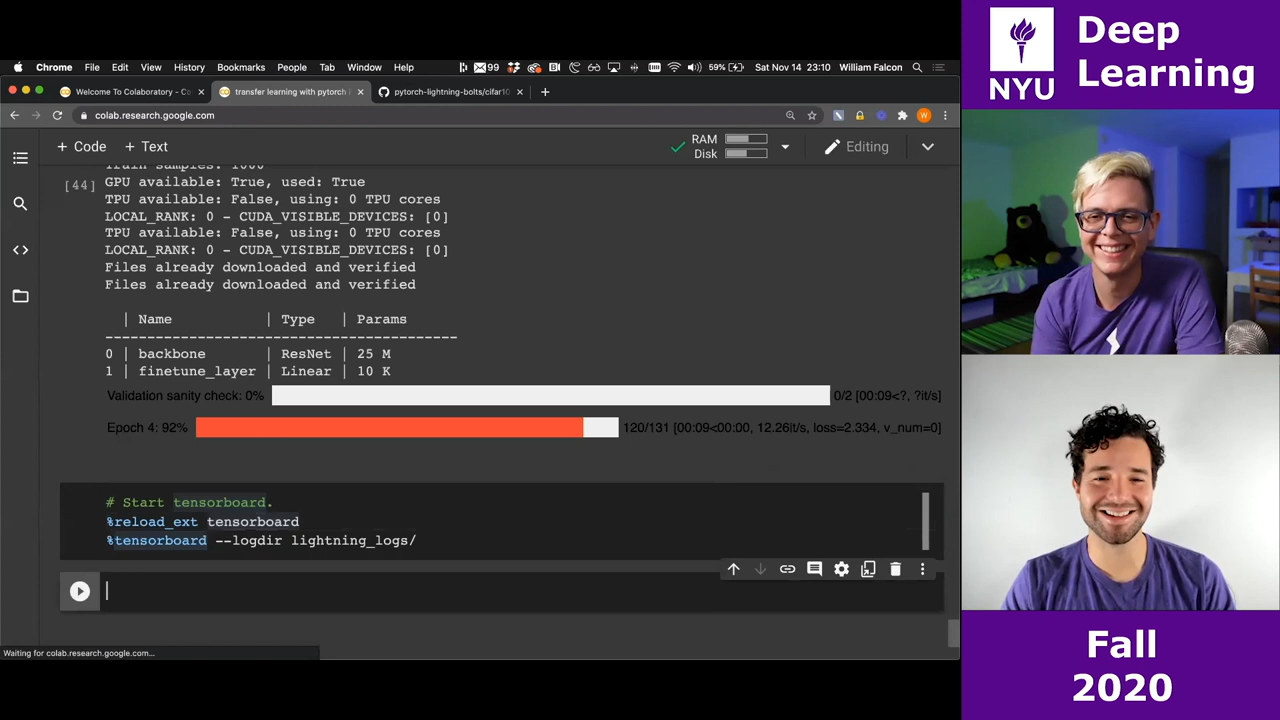 Chrome File Edit View History Bookmarks People Tab Window Help 99 59% Sat Nov 14 23:10 William Falcon
Welcome To Colaboratory - Co
transfer learning with pytorch
pytorch-lightning-bolts/cifar10
colab.research.google.com
W
+ Code + Text
RAM
Disk
Editing
Train samples: 1000
[44]
GPU available: True, used: True
TPU available: False, using: 0 TPU cores
LOCAL_RANK: 0 - CUDA_VISIBLE_DEVICES: [0]
TPU available: False, using: 0 TPU cores
LOCAL_RANK: 0 - CUDA_VISIBLE_DEVICES: [0]
Files already downloaded and verified
Files already downloaded and verified
| Name | Type | Params
------------------------------------------
0 | backbone | ResNet | 25 M
1 | finetune_layer | Linear | 10 K
Validation sanity check: 0% 0/2 [00:09<?, ?it/s]
Epoch 4: 92% 120/131 [00:09<00:00, 12.26it/s, loss=2.334, v_num=0]
# Start tensorboard.
%reload_ext tensorboard
%tensorboard --logdir lightning_logs/
Waiting for colab.research.google.com...
NYU
Deep
Learning
Fall
2020